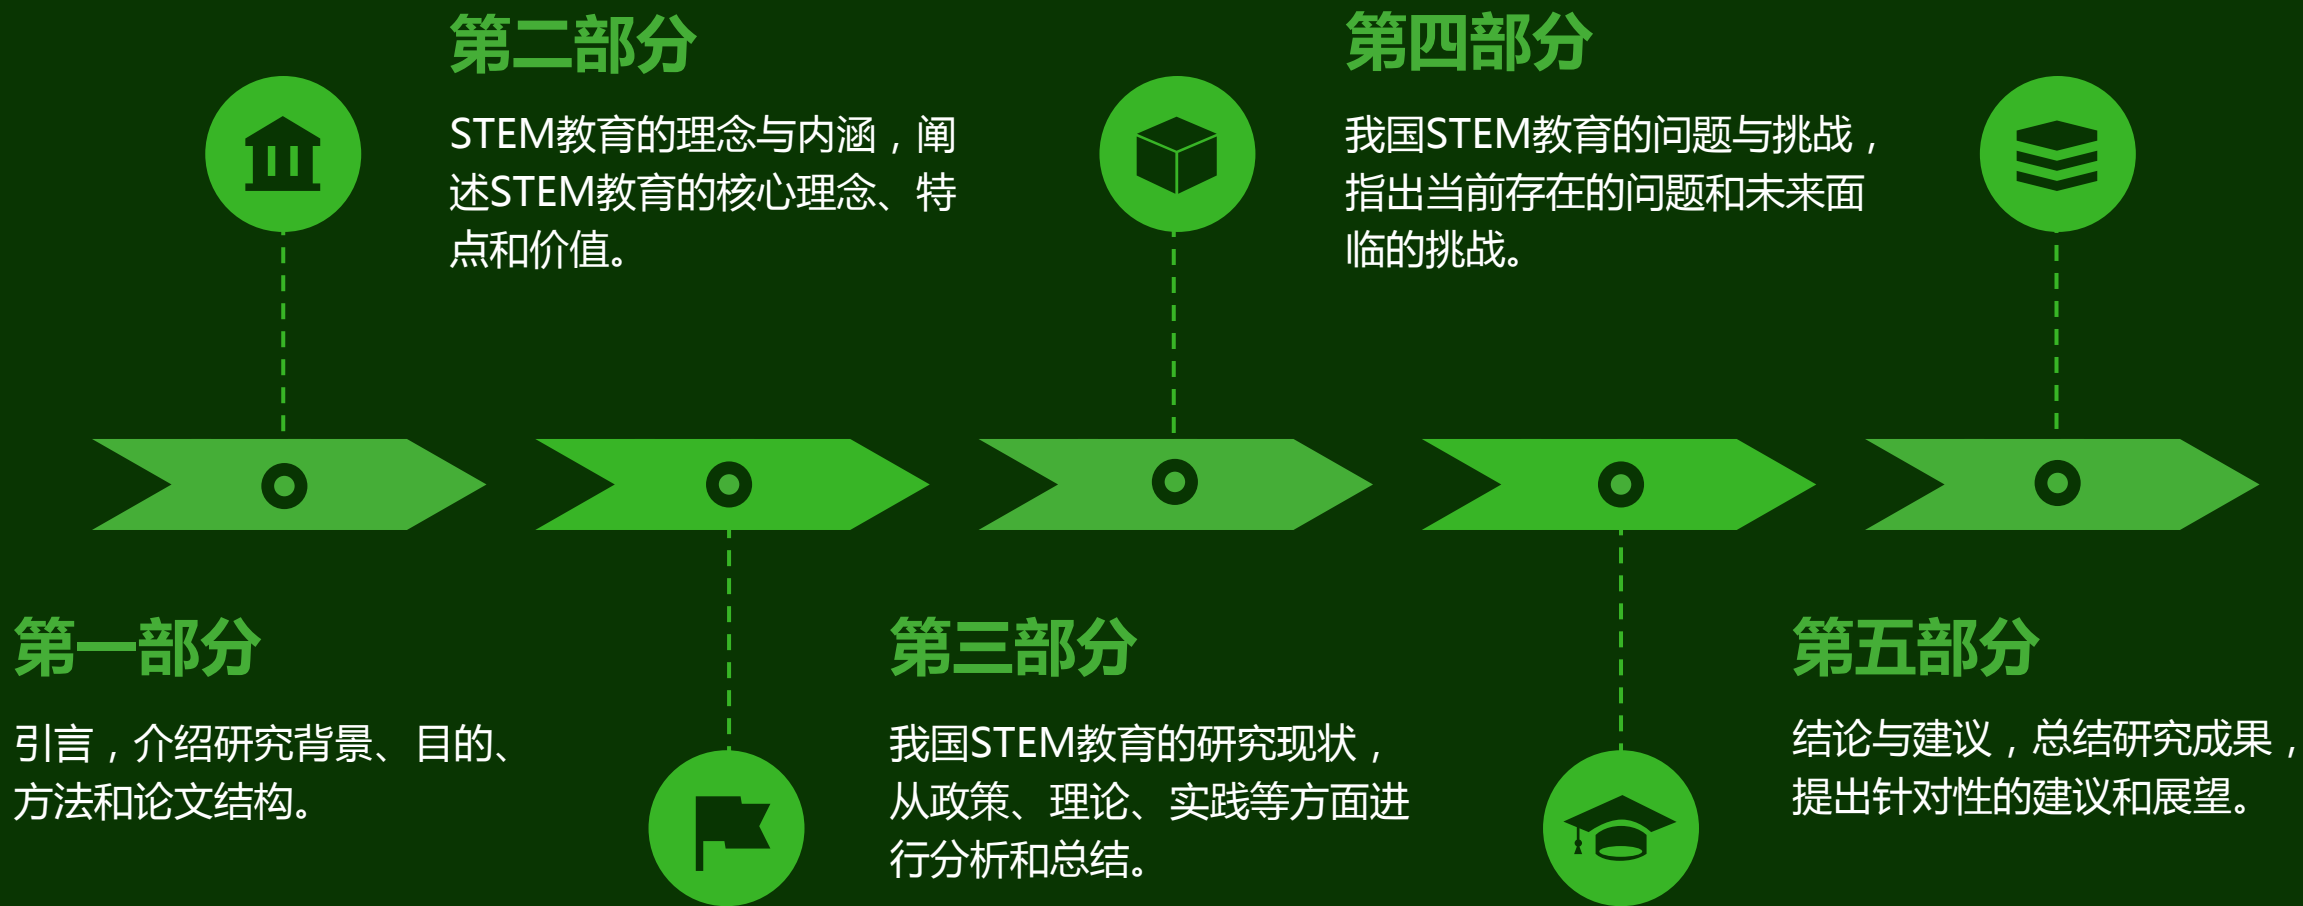 第一部分
引言，介绍研究背景、目的、
方法和论文结构。
第二部分
STEM教育的理念与内涵，阐
述STEM教育的核心理念、特
点和价值。
第三部分
我国STEM教育的研究现状，
从政策、理论、实践等方面进
行分析和总结。
第四部分
我国STEM教育的问题与挑战，
指出当前存在的问题和未来面
临的挑战。
第五部分
结论与建议，总结研究成果，
提出针对性的建议和展望。